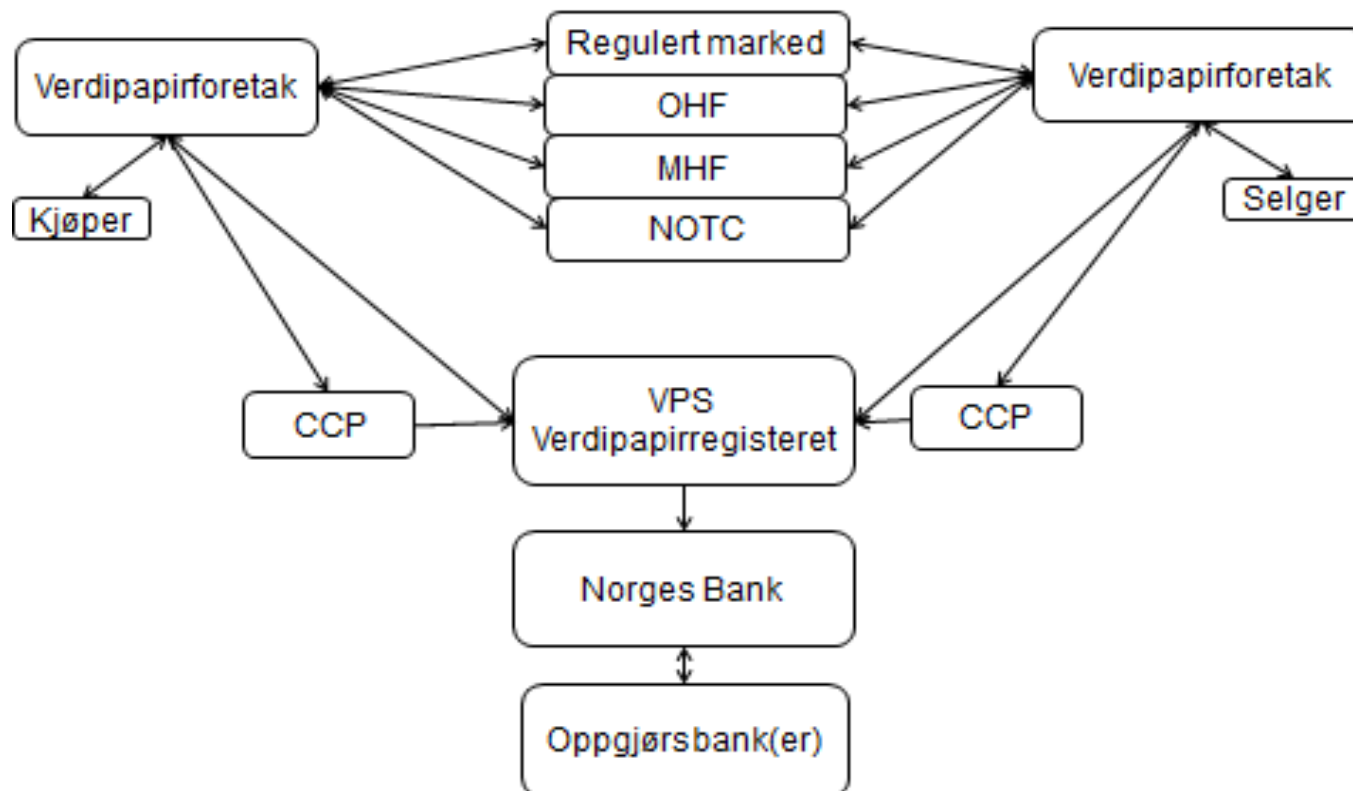 Regulert marked
Verdipapirforetak
Verdipapirforetak
OHF
MHF
Kjøper
Selger
NOTC
VPS
Verdipapirregisteret
CCP
CCP
Norges Bank
Oppgjørsbank(er)